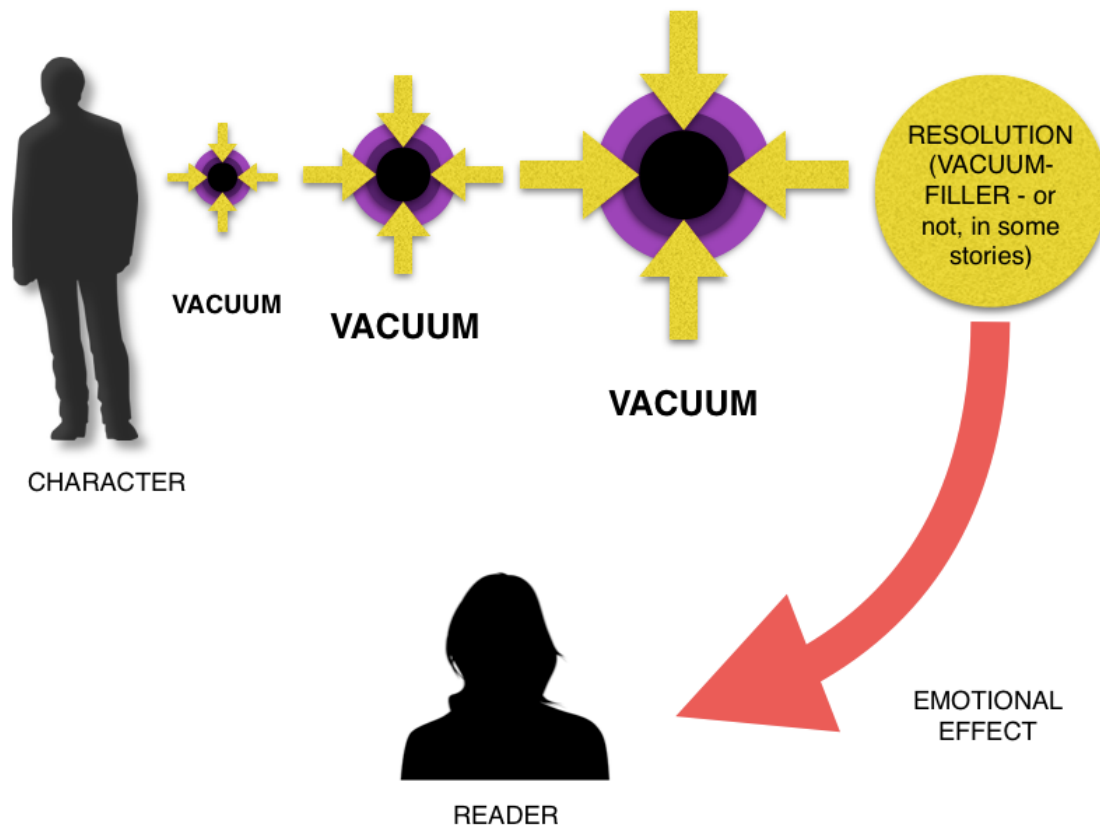 RESOLUTION
(VACUUM-
FILLER - or
not, in some
stories)
VACUUM
VACUUM
VACUUM
CHARACTER
EMOTIONAL
EFFECT
READER